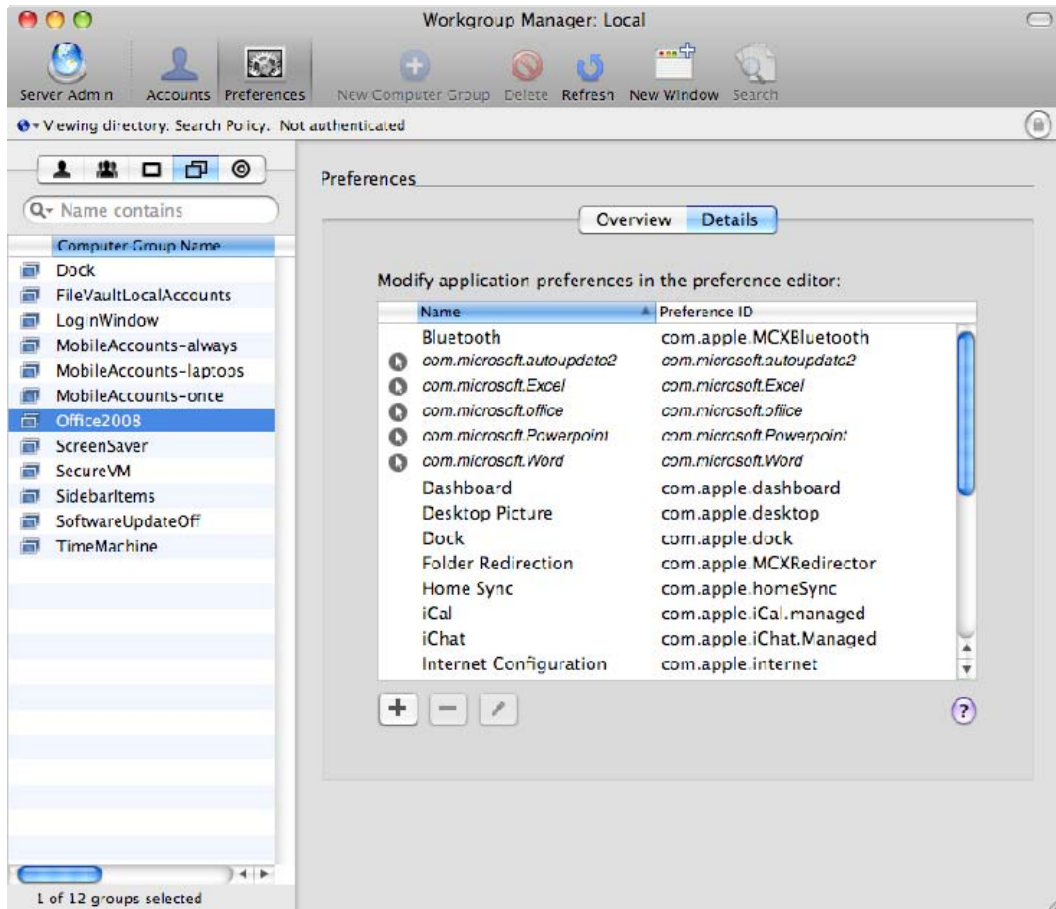 Workgroup Manager: Local
Server Admin Accounts Preferences New Computer Group Delete Refresh New Window Search
Viewing directory: Search Policy. Not authenticated
Name contains
Computer Group Name
Dock
FileVaultLocalAccounts
LoginWindow
MobileAccounts-always
MobileAccounts-laptops
MobileAccounts-once
Office2008
ScreenSaver
SecureVM
SidebarItems
SoftwareUpdateOff
TimeMachine
1 of 12 groups selected
Preferences
Overview Details
Modify application preferences in the preference editor:
Name Preference ID
Bluetooth com.apple.MCXBluetooth
com.microsoft.autoupdate2 com.microsoft.autoupdate2
com.microsoft.Excel com.microsoft.Excel
com.microsoft.office com.microsoft.office
com.microsoft.Powerpoint com.microsoft.Powerpoint
com.microsoft.Word com.microsoft.Word
Dashboard com.apple.dashboard
Desktop Picture com.apple.desktop
Dock com.apple.dock
Folder Redirection com.apple.MCXRedirector
Home Sync com.apple.homeSync
iCal com.apple.iCal.managed
iChat com.apple.iChat.Managed
Internet Configuration com.apple.internet
?